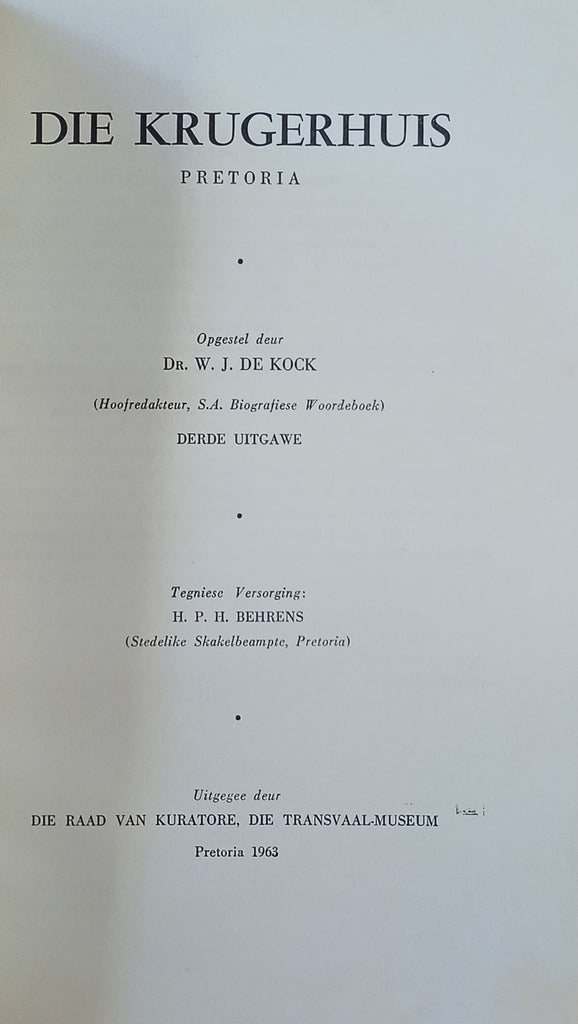 DIE KRUGERHUIS
PRETORIA
Opgestel deur
DR. W. J. DE KOCK
(Hoofredakteur, S.A. Biografiese Woordeboek)
DERDE UITGAWE
Tegniese Versorging:
H. P. H. BEHRENS
(Stedelike Skakelbeampte, Pretoria)
Uitgegee deur
DIE RAAD VAN KURATORE, DIE TRANSVAAL-MUSEUM
Pretoria 1963